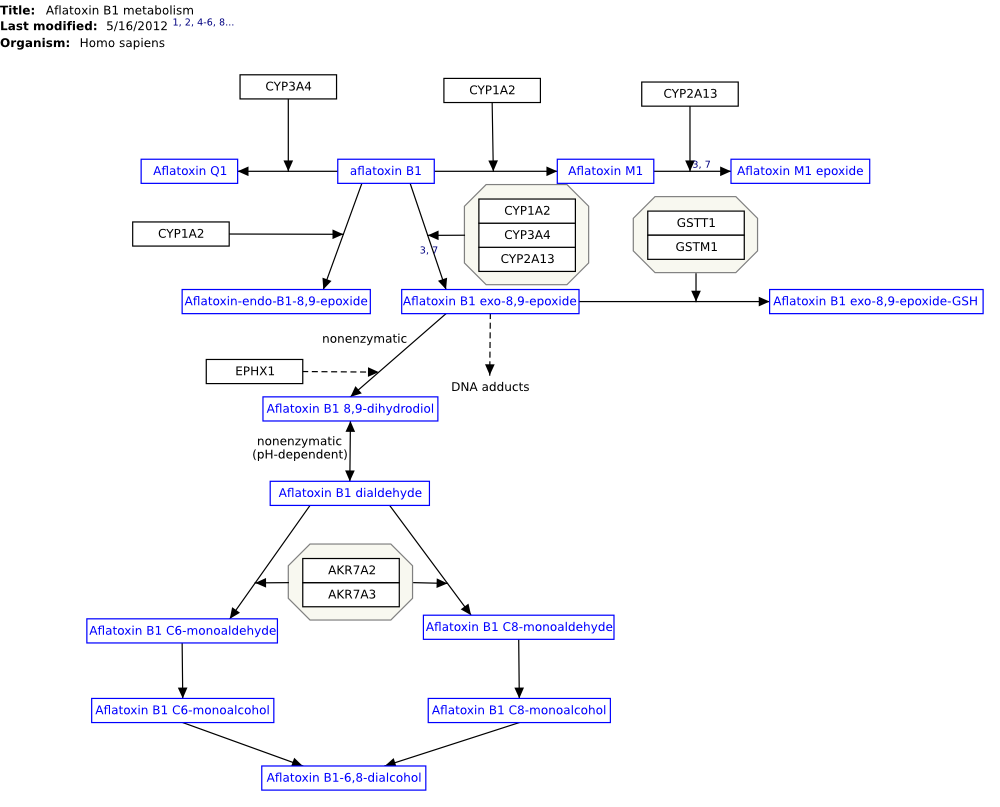 Title: Aflatoxin B1 metabolism
Last modified: 5/16/2012 1, 2, 4-6, 8...
Organism: Homo sapiens
CYP3A4
CYP1A2
CYP2A13
Aflatoxin Q1
aflatoxin B1
Aflatoxin M1
3, 7
Aflatoxin M1 epoxide
CYP1A2
CYP1A2
CYP3A4
CYP2A13
3, 7
GSTT1
GSTM1
Aflatoxin-endo-B1-8,9-epoxide
Aflatoxin B1 exo-8,9-epoxide
Aflatoxin B1 exo-8,9-epoxide-GSH
nonenzymatic
EPHX1
DNA adducts
Aflatoxin B1 8,9-dihydrodiol
nonenzymatic
(pH-dependent)
Aflatoxin B1 dialdehyde
AKR7A2
AKR7A3
Aflatoxin B1 C6-monoaldehyde
Aflatoxin B1 C8-monoaldehyde
Aflatoxin B1 C6-monoalcohol
Aflatoxin B1 C8-monoalcohol
Aflatoxin B1-6,8-dialcohol